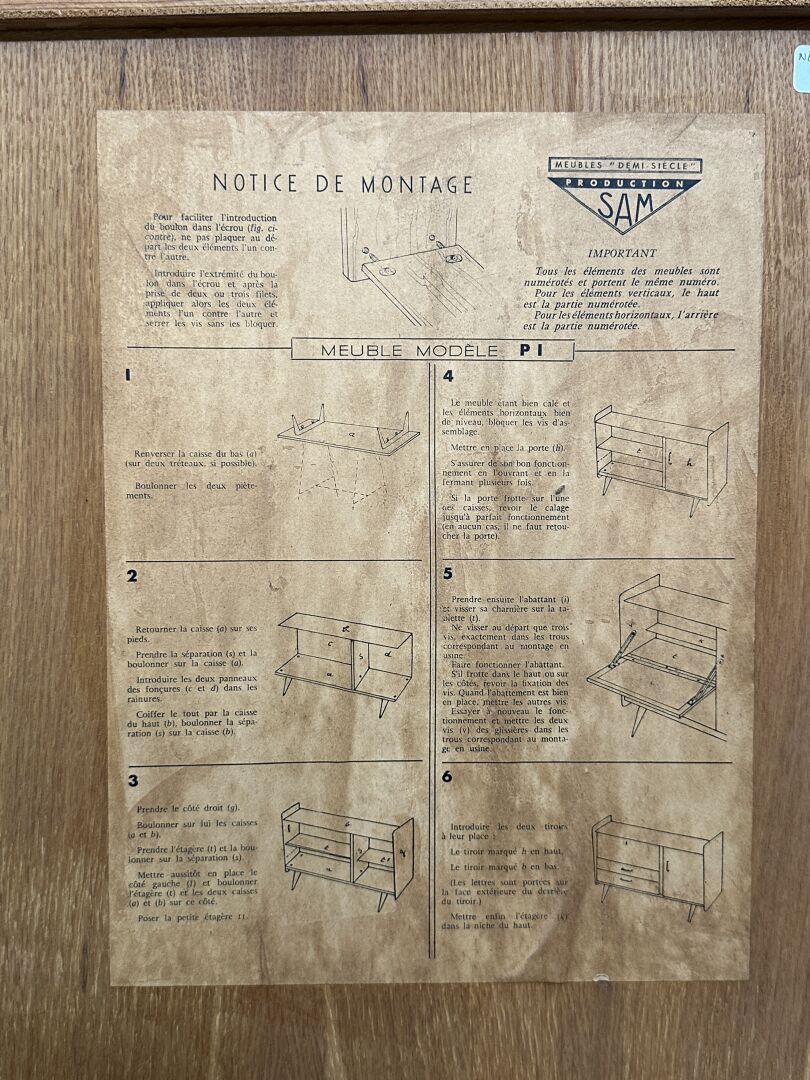 NOTICE DE MONTAGE
Pour faciliter l'introduction
du boulon dans l'écrou (fig. ci-
contre), ne pas plaquer au dé-
part les deux éléments l'un con-
tre l'autre.
Introduire l'extrémité du bou-
lon dans l'écrou et après la
prise de deux ou trois filets,
appliquer alors les deux élé-
ments l'un contre l'autre et
serrer les vis sans les bloquer.
MEUBLES "DEMI-SIÈCLE"
PRODUCTION
SAM
IMPORTANT
Tous les éléments des meubles sont
numérotés et portent le même numéro.
Pour les éléments verticaux, le haut
est la partie numérotée.
Pour les éléments horizontaux, l'arrière
est la partie numérotée.
MEUBLE MODÈLE P I
1
Renverser la caisse du bas (a)
(sur deux tréteaux, si possible).
Boulonner les deux piète-
ments.
a
2
Retourner la caisse (a) sur ses
pieds.
Prendre la séparation (s) et la
boulonner sur la caisse (a).
Introduire les deux panneaux
des fonçures (c et d) dans les
rainures.
Coiffer le tout par la caisse
du haut (b), boulonner la sépa-
ration (s) sur la caisse (b).
c
s
d
a
3
Prendre le côté droit (g).
Boulonner sur lui les caisses
(a et b).
Prendre l'étagère (t) et la bou-
lonner sur la séparation (s).
Mettre aussitôt en place le
côté gauche (f) et boulonner
l'étagère (t) et les deux caisses
(a) et (b) sur ce côté.
Poser la petite étagère t1.
4
Le meuble étant bien calé et
les éléments horizontaux bien
de niveau, bloquer les vis d'as-
semblage.
Mettre en place la porte (h).
S'assurer de son bon fonction-
nement en l'ouvrant et en la
fermant plusieurs fois.
Si la porte frotte sur l'une
des caisses, revoir le calage
jusqu'à parfait fonctionnement
(en aucun cas, il ne faut retou-
cher la porte).
h
5
Prendre ensuite l'abattant (i)
et visser sa charnière sur la ta-
blette (t).
Ne visser au départ que trois
vis, exactement dans les trous
correspondant au montage en
usine.
Faire fonctionner l'abattant.
S'il frotte dans le haut ou sur
les côtés, revoir la fixation des
vis. Quand l'abattement est bien
en place, mettre les autres vis.
Essayer à nouveau le fonc-
tionnement et mettre les deux
vis (v) des glissières dans les
trous correspondant au monta-
ge en usine.
6
Introduire les deux tiroirs
à leur place :
Le tiroir marqué h en haut.
Le tiroir marqué b en bas.
(Les lettres sont portées sur
la face extérieure du derrière
du tiroir.)
Mettre enfin l'étagère
dans la niche du haut.